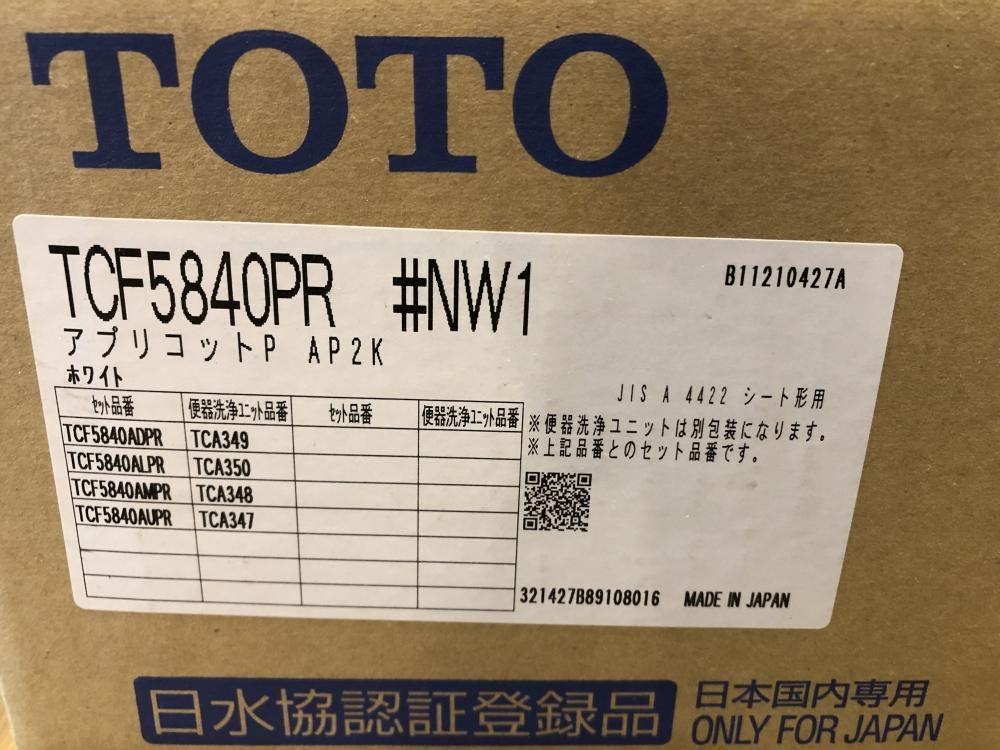 TOTO
TCF5840PR #NW1
B11210427A
アプリコットP AP2K
ホワイト
JIS A 4422 シート形用
セット品番 便器洗浄ユニット品番 セット品番 便器洗浄ユニット品番
※便器洗浄ユニットは別包装になります。
TCF5840ADPR TCA349
※上記品番とのセット品番です。
TCF5840ALPR TCA350
TCF5840AMPR TCA348
TCF5840AUPR TCA347
321427B89108016 MADE IN JAPAN
日水協認証登録品
日本国内専用
ONLY FOR JAPAN